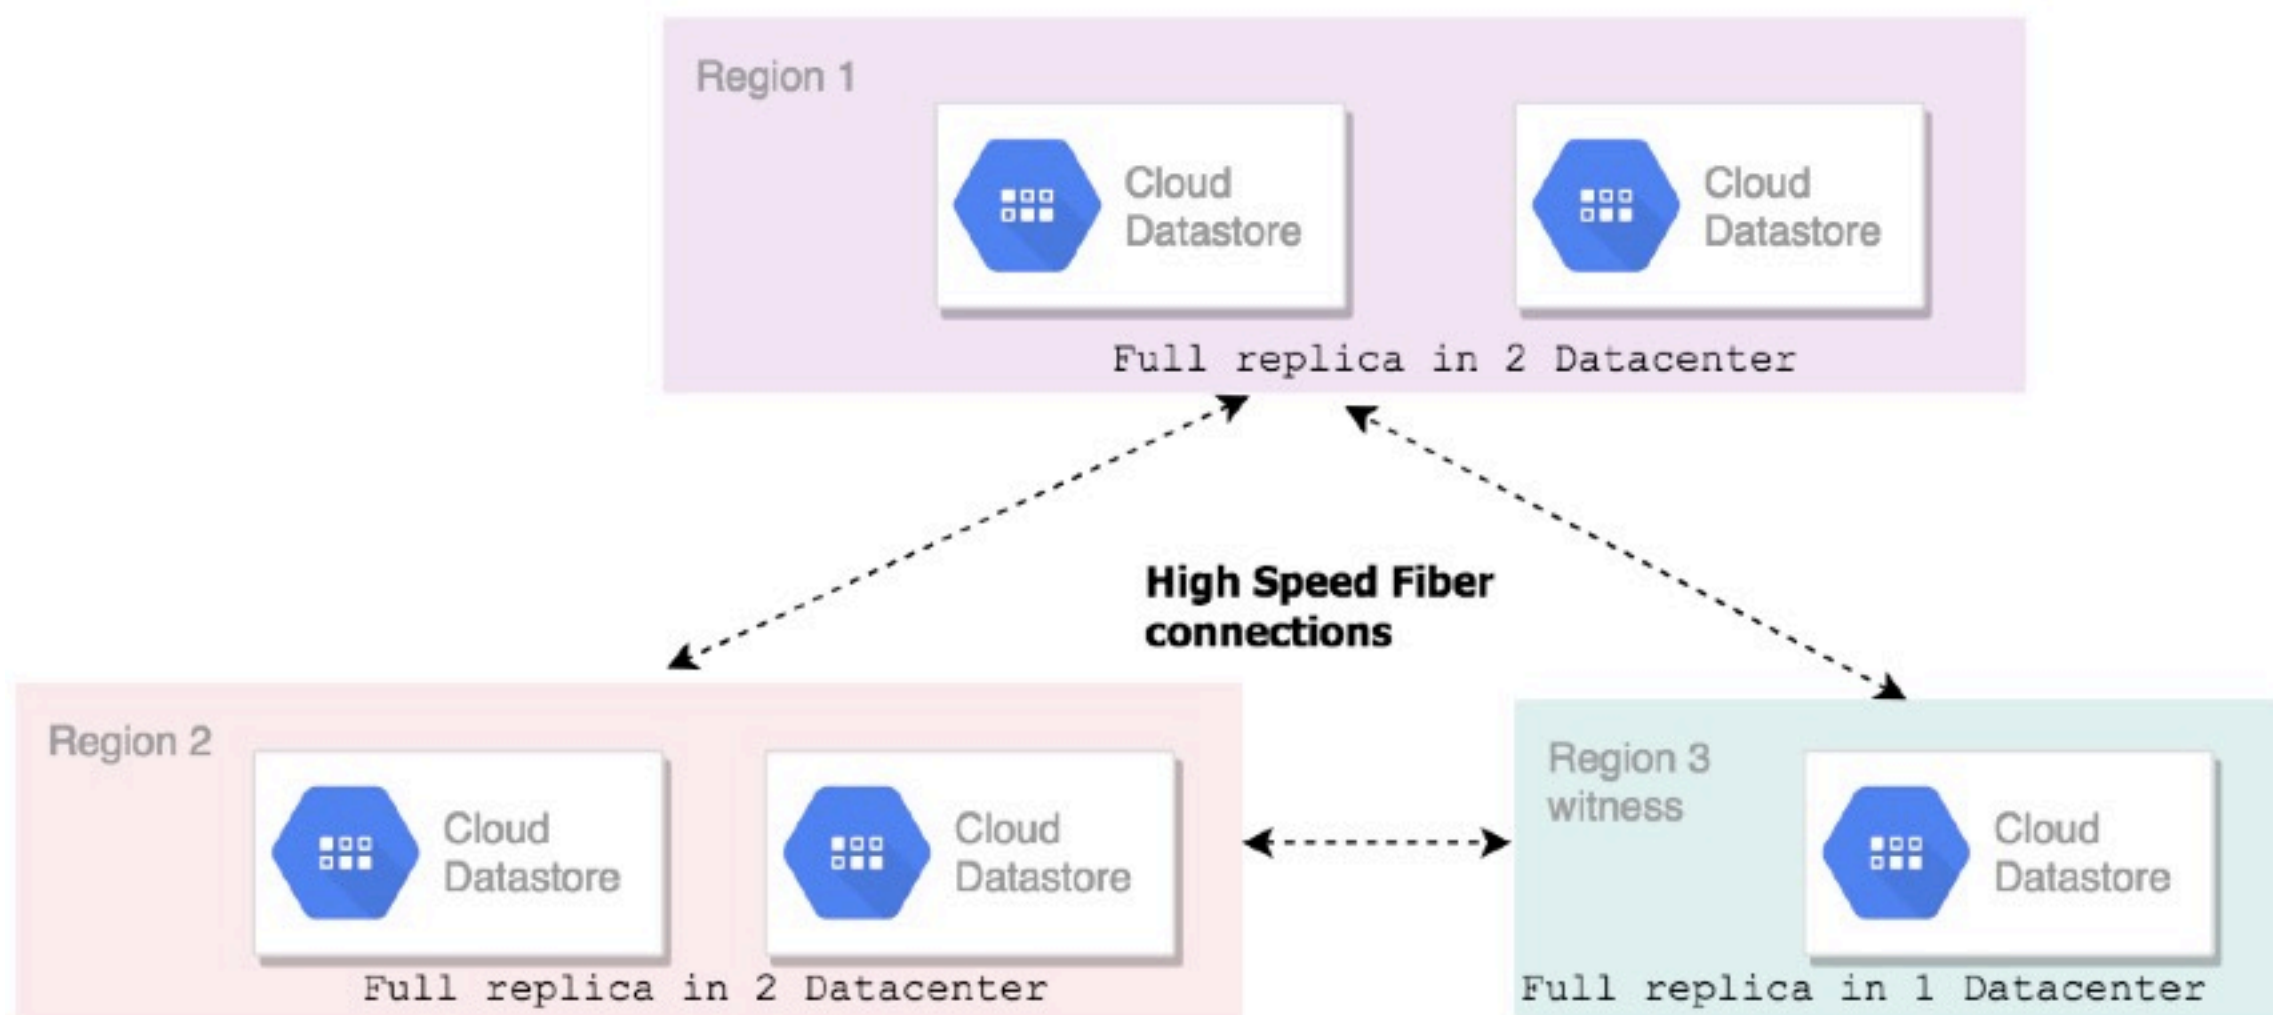 Region 1
Cloud
Datastore
Cloud
Datastore
Full replica in 2 Datacenter
High Speed Fiber
connections
Region 2
Cloud
Datastore
Cloud
Datastore
Full replica in 2 Datacenter
Region 3
witness
Cloud
Datastore
Full replica in 1 Datacenter